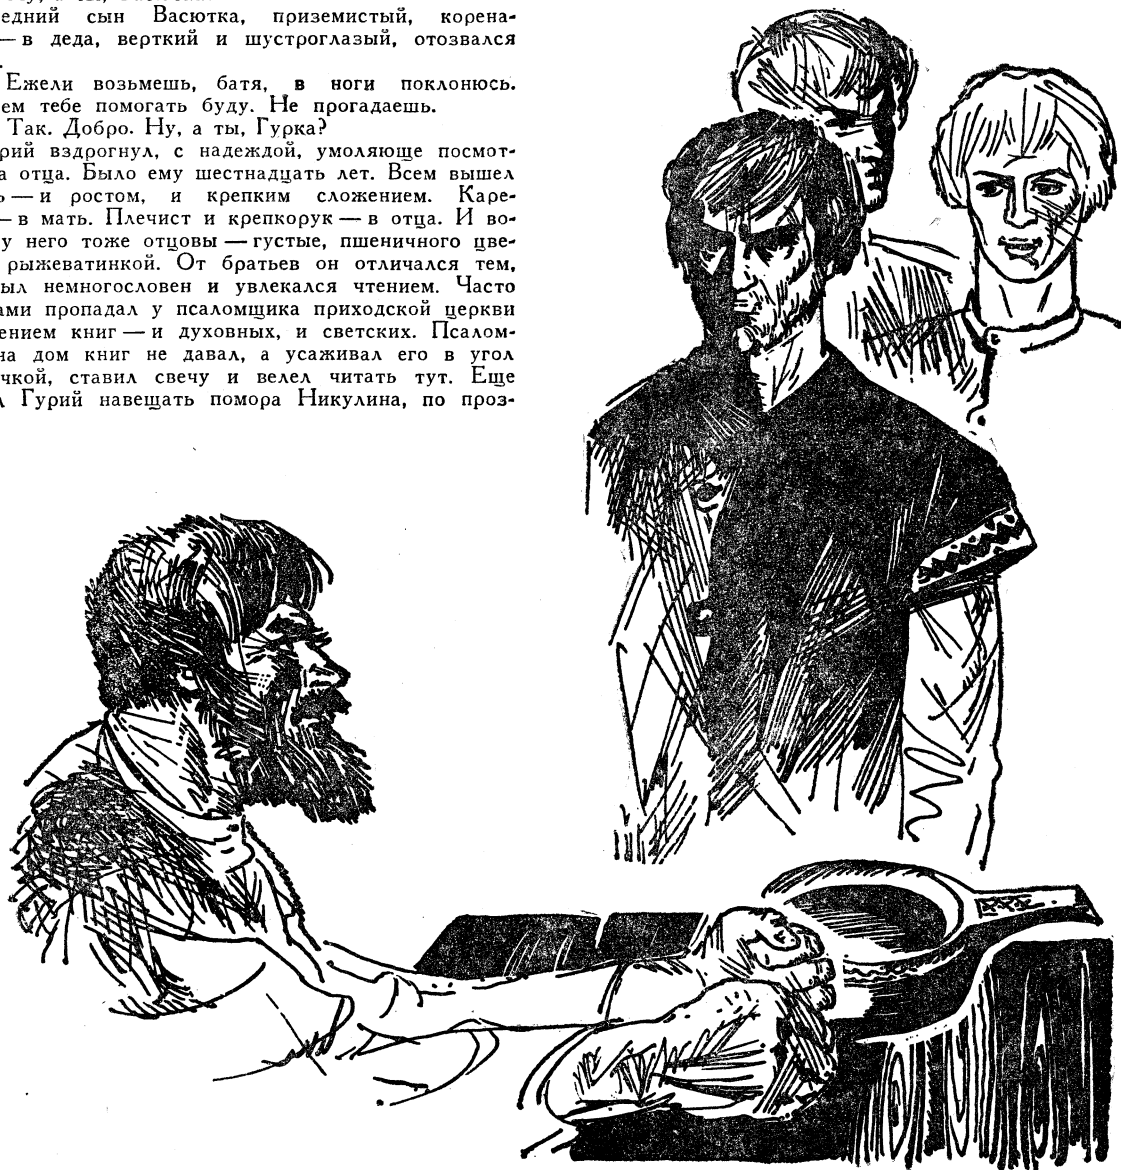 едний сын Васютка, приземистый, корена-
— в деда, верткий и шустроглазый, отозвался
Ежели возьмешь, батя, в ноги поклонюсь.
ем тебе помогать буду. Не прогадаешь.
Так. Добро. Ну, а ты, Гурка?
рий вздрогнул, с надеждой, умоляюще посмот-
а отца. Было ему шестнадцать лет. Всем вышел
ь — и ростом, и крепким сложением. Каре-
— в мать. Плечист и крепкорук — в отца. И во-
у него тоже отцовы — густые, пшеничного цве-
рыжеватинкой. От братьев он отличался тем,
ыл немногословен и увлекался чтением. Часто
ами пропадал у псаломщика приходской церкви
ением книг — и духовных, и светских. Псалом-
на дом книг не давал, а усаживал его в угол
чкой, ставил свечу и велел читать тут. Еще
л Гурий навещать помора Никулина, по проз-